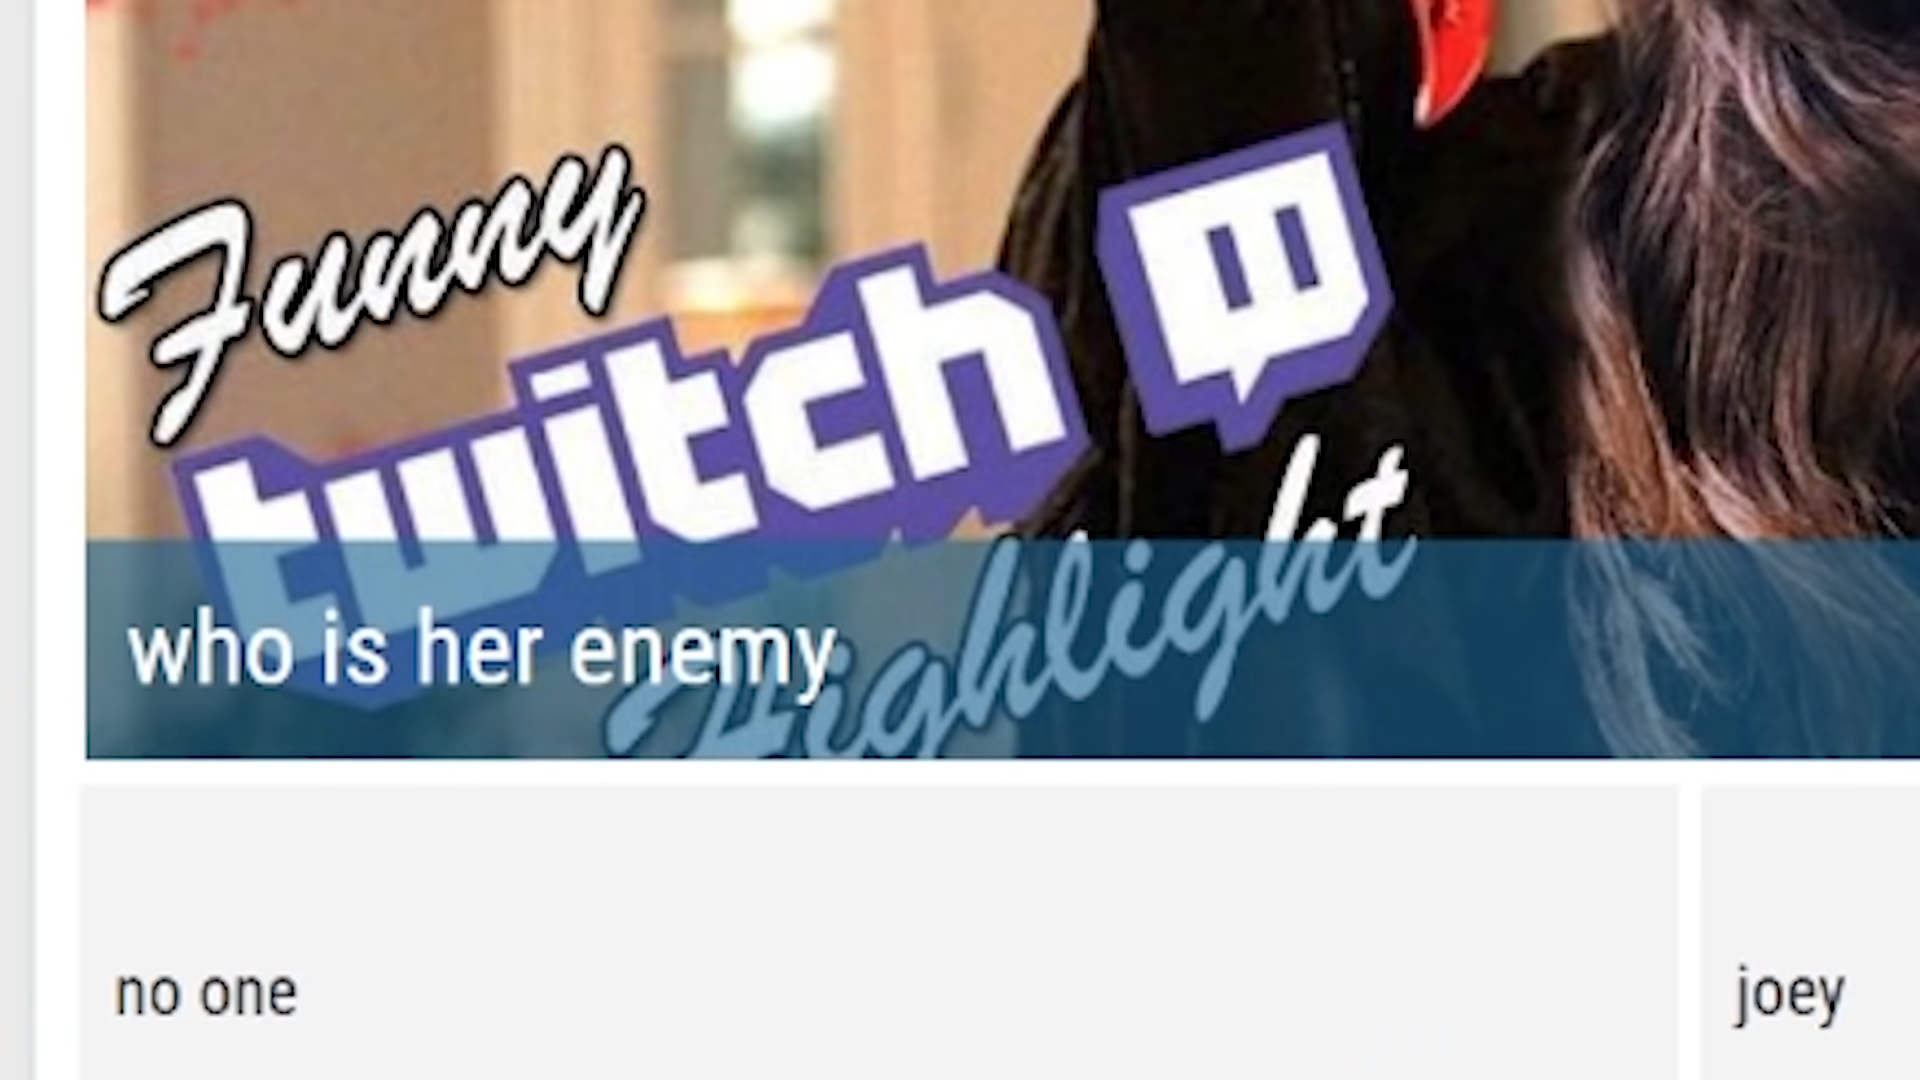 Funny
twitch
Highlight
who is her enemy
no one
joey